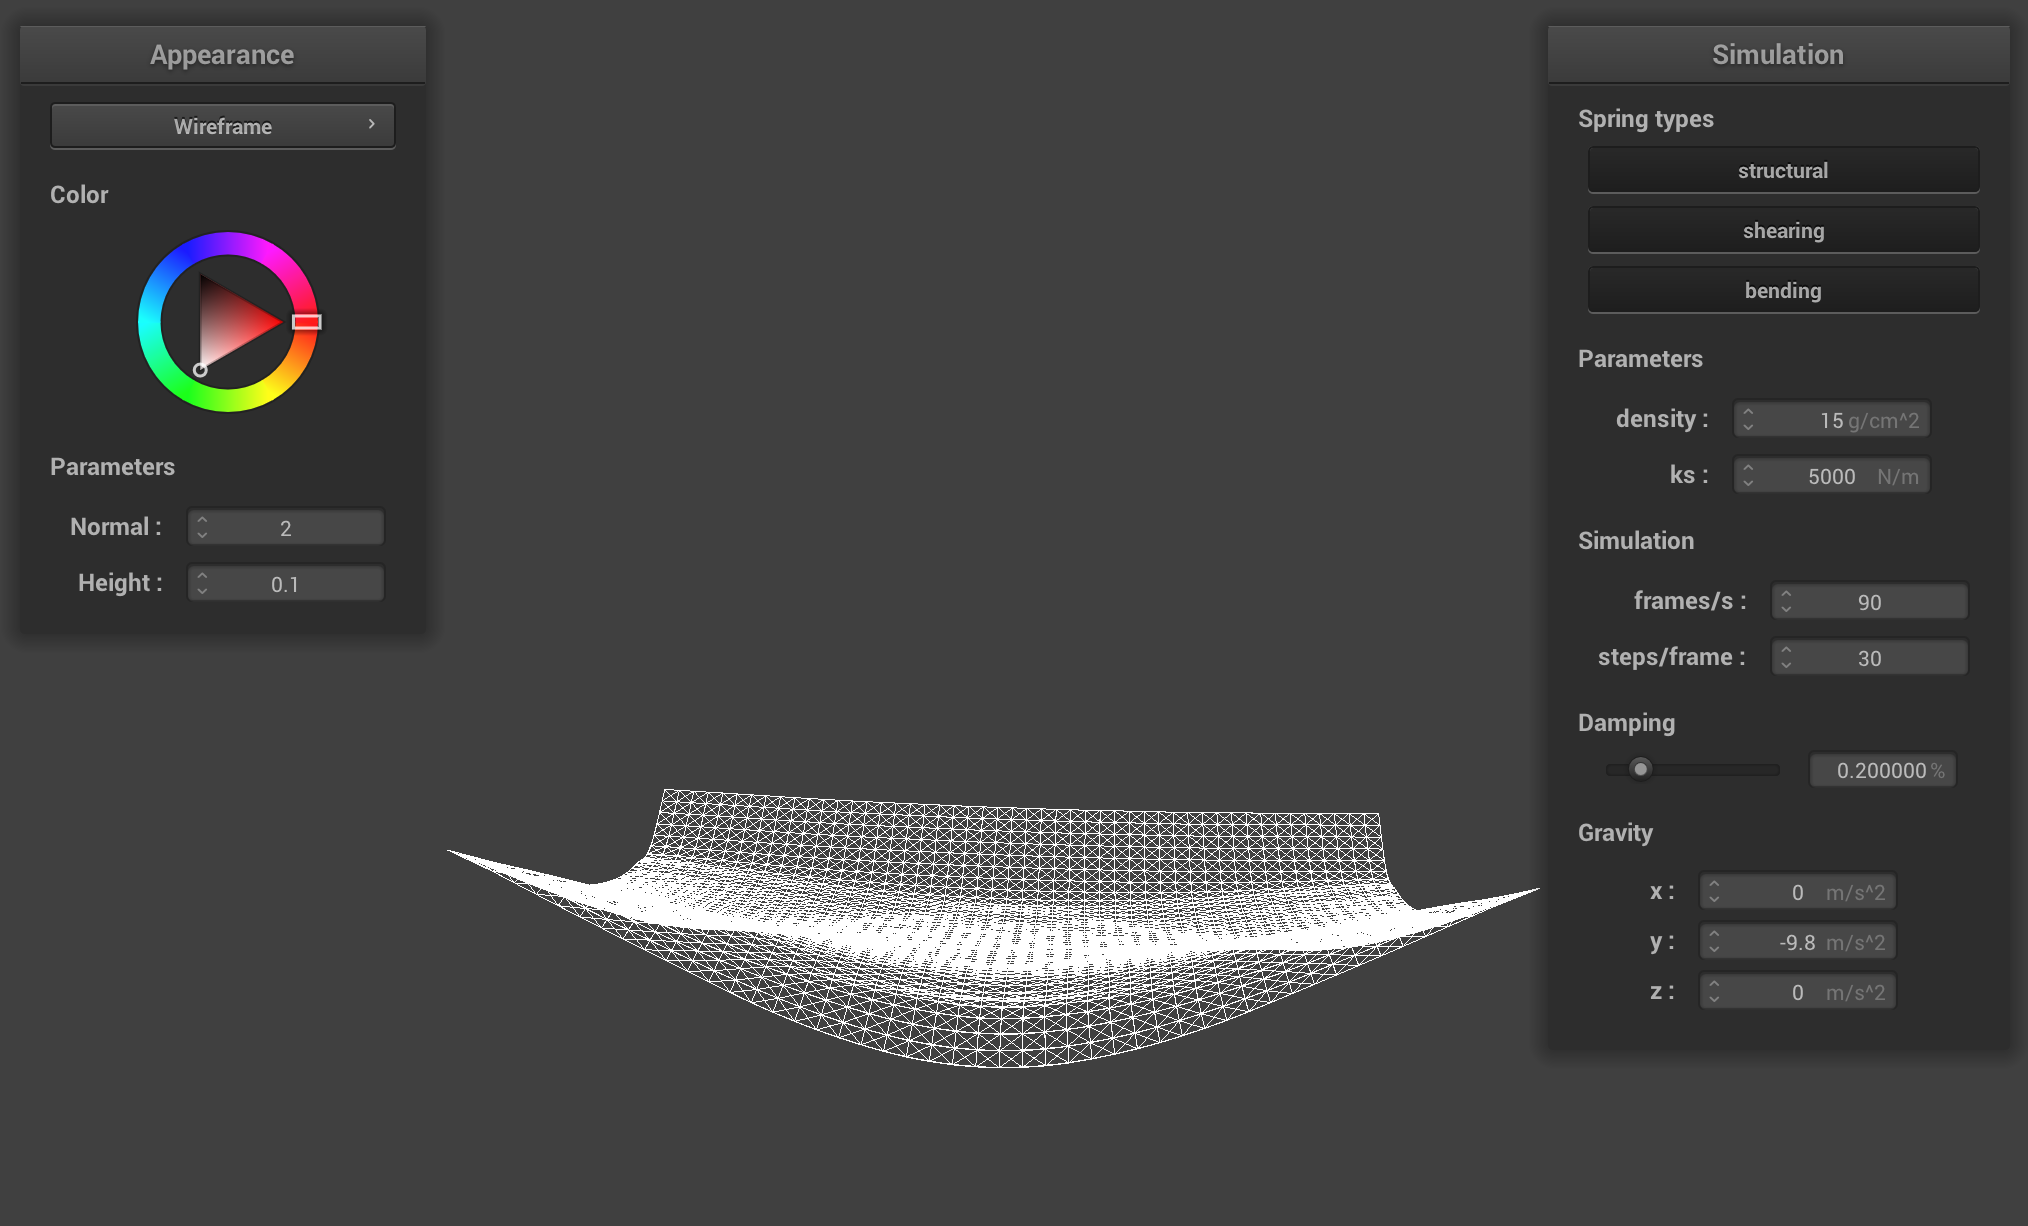 Appearance
Wireframe
Color
Parameters
Normal : 2
Height : 0.1
Simulation
Spring types
structural
shearing
bending
Parameters
density : 15 g/cm^2
ks : 5000 N/m
Simulation
frames/s : 90
steps/frame : 30
Damping
0.200000 %
Gravity
x : 0 m/s^2
y : -9.8 m/s^2
z : 0 m/s^2